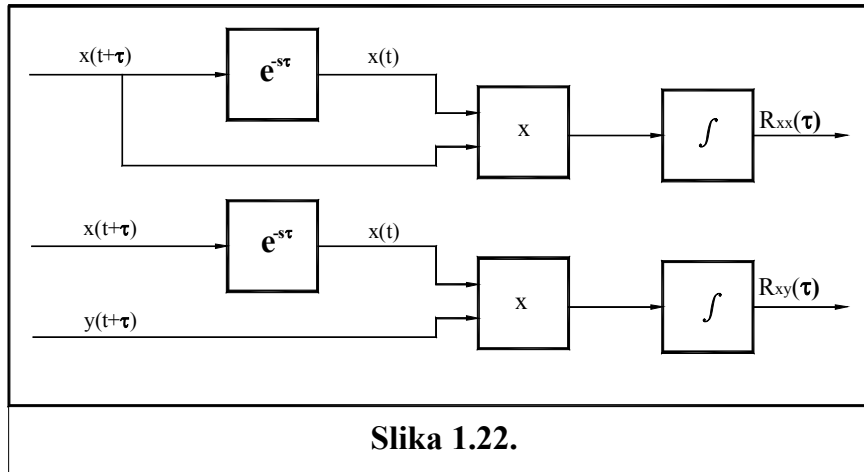 x(t+τ) e^-sτ x(t)
x ∫ Rxx(τ)
x(t+τ) e^-sτ x(t)
y(t+τ) x ∫ Rxy(τ)
Slika 1.22.